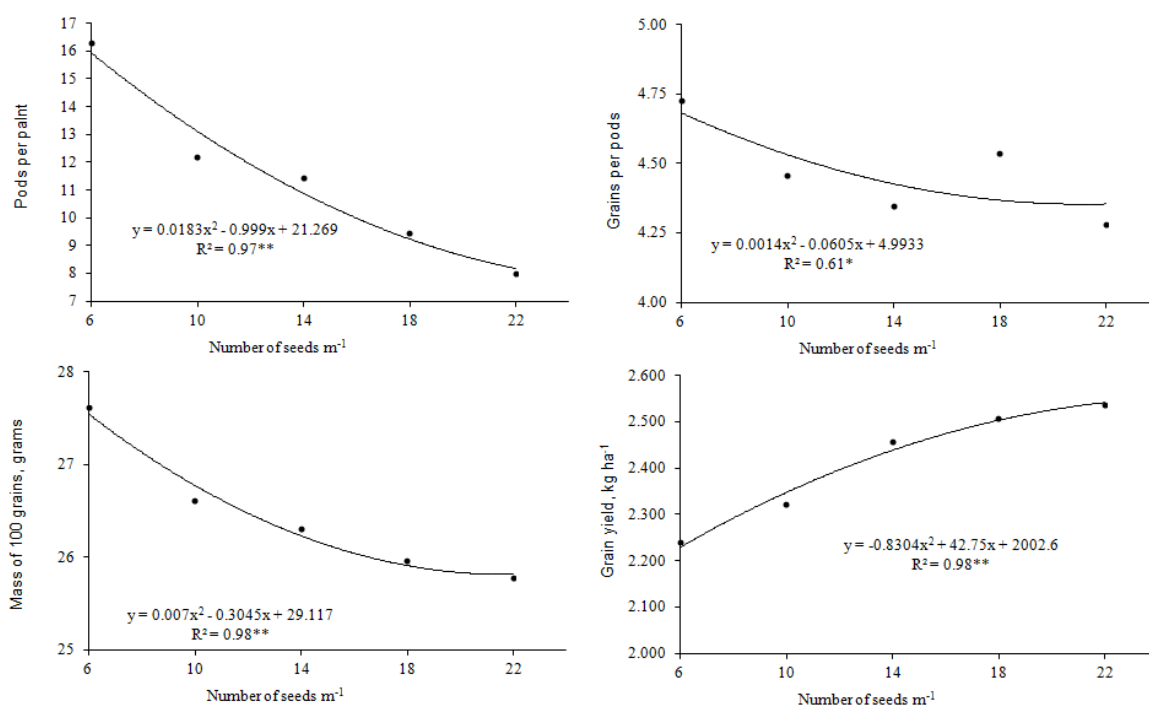 Pods per paint
17
16
15
14
13
12
11
10
9
8
7
y = 0.0183x² - 0.999x + 21.269
R² = 0.97**
6 10 14 18 22
Number of seeds m⁻¹
Grains per pods
5.00
4.75
4.50
4.25
4.00
y = 0.0014x² - 0.0605x + 4.9933
R² = 0.61*
6 10 14 18 22
Number of seeds m⁻¹
Mass of 100 grains, grams
28
27
26
25
y = 0.007x² - 0.3045x + 29.117
R² = 0.98**
6 10 14 18 22
Number of seeds m⁻¹
Grain yield, kg ha⁻¹
2.600
2.500
2.400
2.300
2.200
2.100
2.000
y = -0.8304x² + 42.75x + 2002.6
R² = 0.98**
6 10 14 18 22
Number of seeds m⁻¹